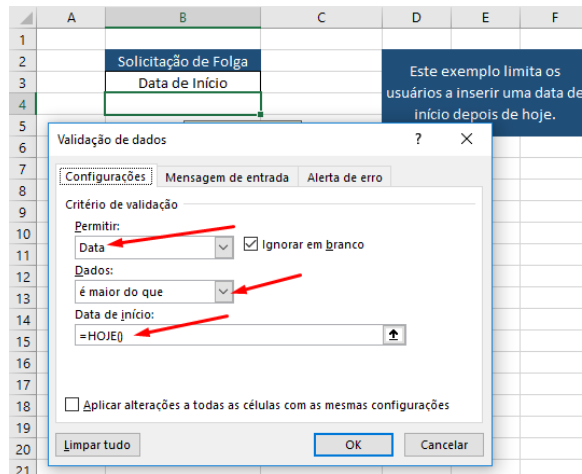 A B C D E F
1
2 Solicitação de Folga
3 Data de Início
4
Este exemplo limita os
usuários a inserir uma data de
início depois de hoje.
5
6
7
8
9
10
11
12
13
14
15
16
17
18
19
20
21
Validação de dados ? X
Configurações Mensagem de entrada Alerta de erro
Critério de validação
Permitir:
Data Ignorar em branco
Dados:
é maior do que
Data de início:
=HOJE()
Aplicar alterações a todas as células com as mesmas configurações
Limpar tudo OK Cancelar